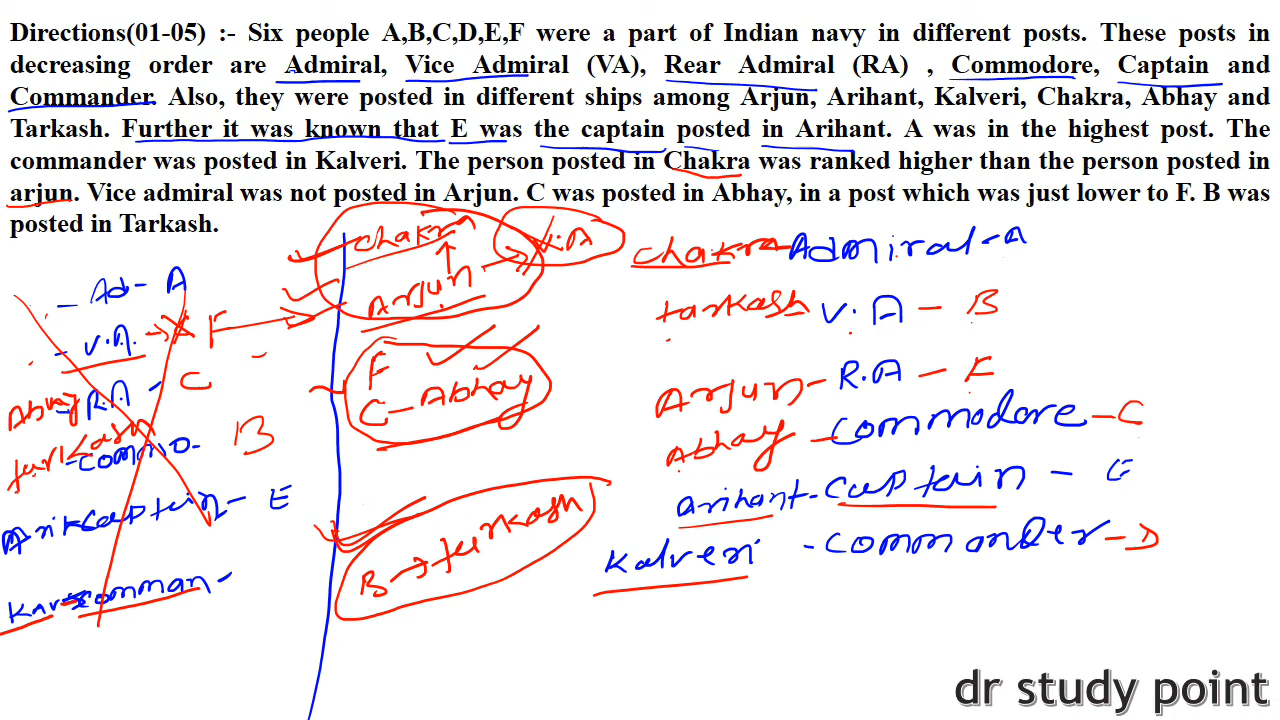 Directions(01-05) :- Six people A,B,C,D,E,F were a part of Indian navy in different posts. These posts in
decreasing order are Admiral, Vice Admiral (VA), Rear Admiral (RA) , Commodore, Captain and
Commander. Also, they were posted in different ships among Arjun, Arihant, Kalveri, Chakra, Abhay and
Tarkash. Further it was known that E was the captain posted in Arihant. A was in the highest post. The
commander was posted in Kalveri. The person posted in Chakra was ranked higher than the person posted in
arjun. Vice admiral was not posted in Arjun. C was posted in Abhay, in a post which was just lower to F. B was
posted in Tarkash.
- Ad - A
- V.A. → F
Abhay R.A - C
Tarkash - commo - B
Captain - E
comman -
Chakra
Arjun → V.A
F
C - Abhay
B → Turkash
Chakra - Admiral - A
tarkash V. A - B
Arjun - R.A - F
Abhay - commodore - C
arihant - Captain - E
Kalveri - commander - D
dr study point